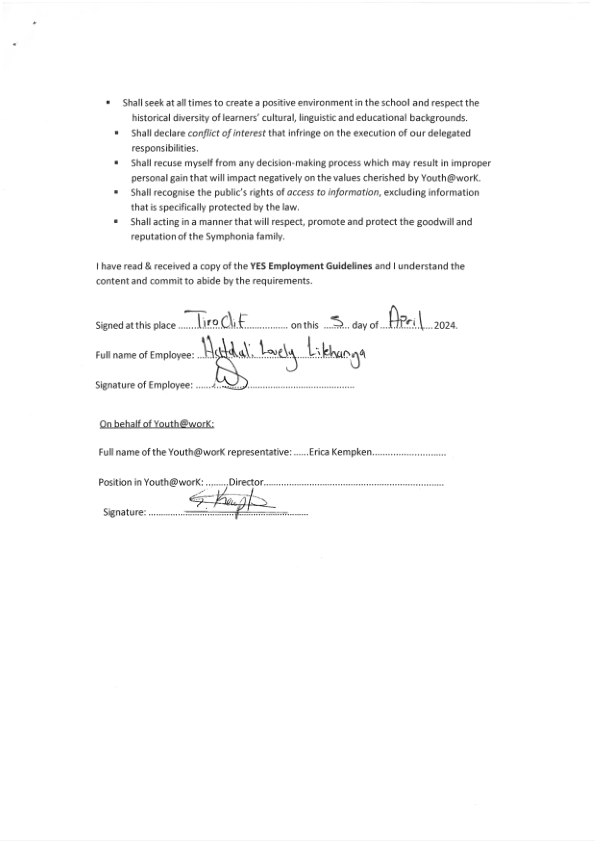 ▪ Shall seek at all times to create a positive environment in the school and respect the
historical diversity of learners' cultural, linguistic and educational backgrounds.
▪ Shall declare conflict of interest that infringe on the execution of our delegated
responsibilities.
▪ Shall recuse myself from any decision-making process which may result in improper
personal gain that will impact negatively on the values cherished by Youth@worK.
▪ Shall recognise the public's rights of access to information, excluding information
that is specifically protected by the law.
▪ Shall acting in a manner that will respect, promote and protect the goodwill and
reputation of the Symphonia family.
I have read & received a copy of the YES Employment Guidelines and I understand the
content and commit to abide by the requirements.
Signed at this place ........................ on this ........ day of ...April.... 2024.
Full name of Employee: ... Lovely ...
Signature of Employee: ........................
On behalf of Youth@worK:
Full name of the Youth@worK representative: ......Erica Kempken..........................
Position in Youth@worK: .........Director................................................................
Signature: ........................